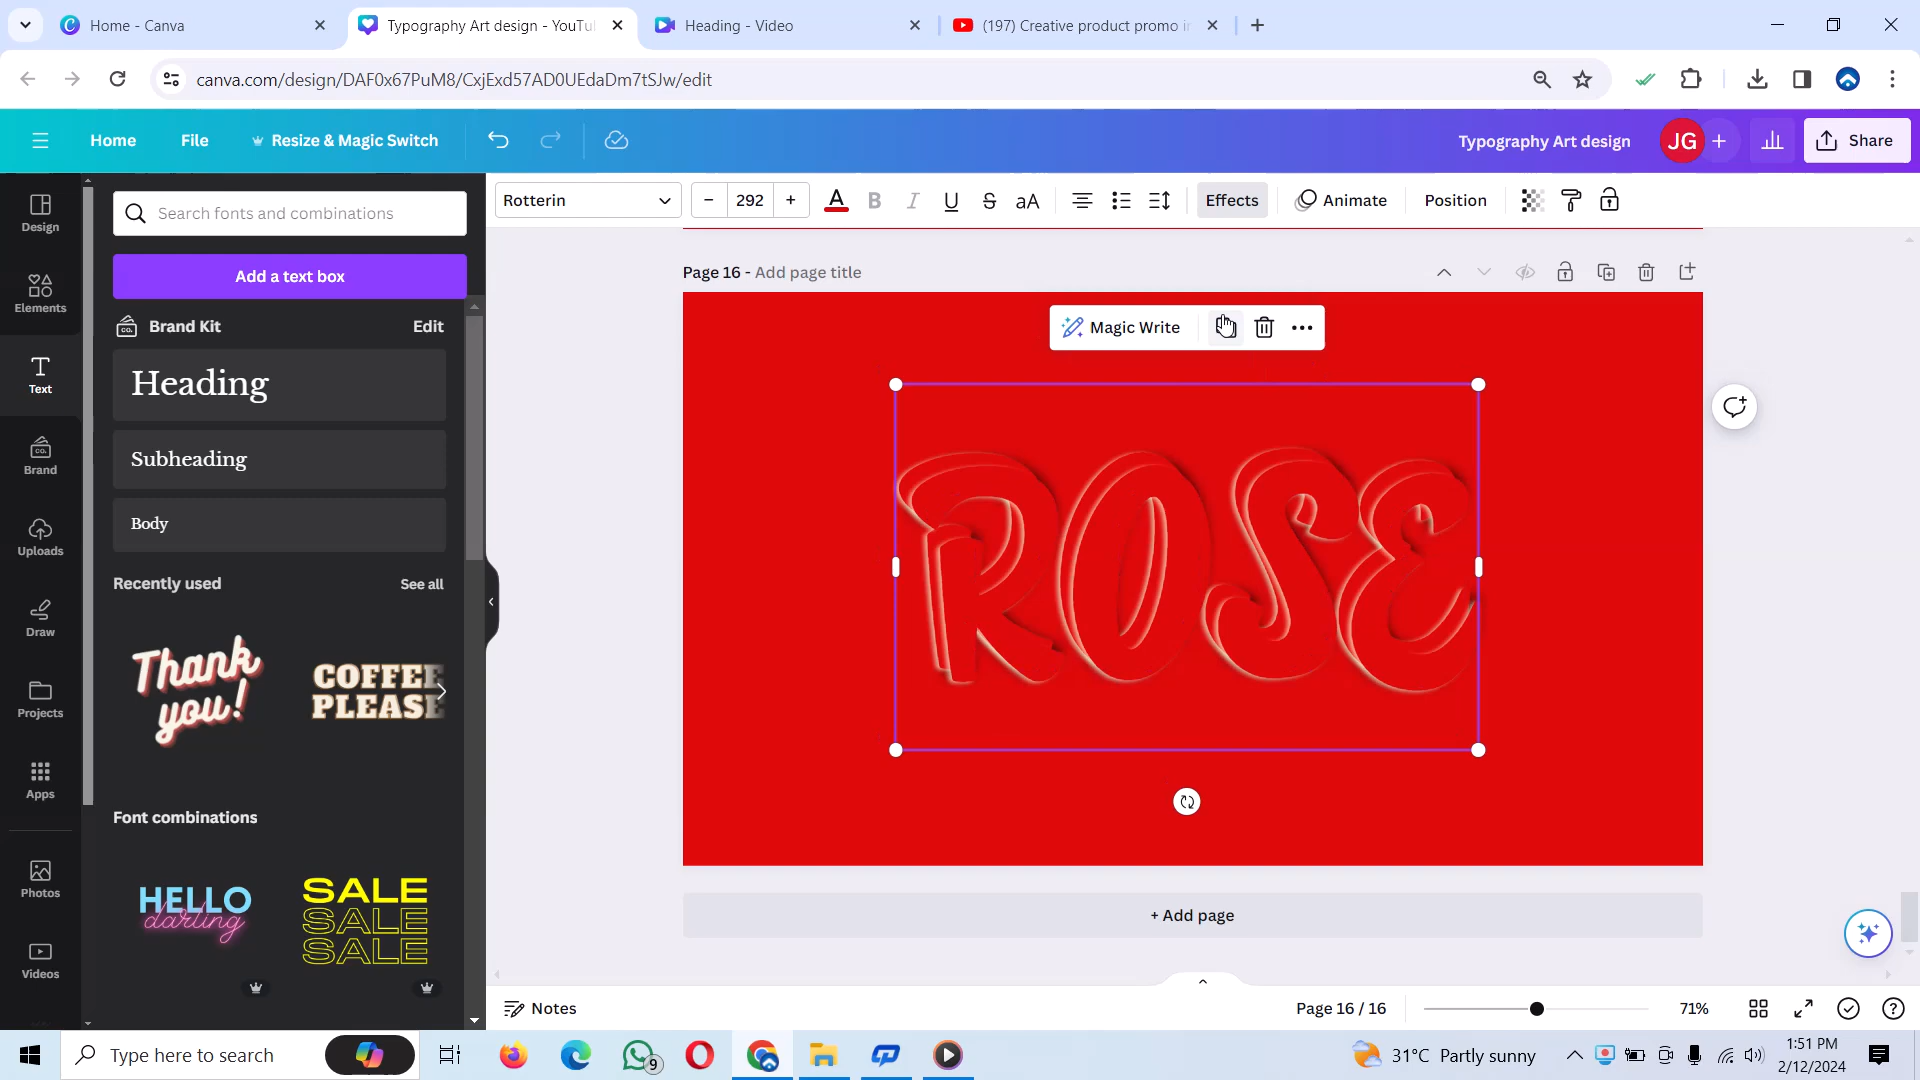 Home - Canva
Typography Art design - YouTu
Heading - Video
(197) Creative product promo in
canva.com/design/DAF0x67PuM8/CxjExd57AD0UEdaDm7tSJw/edit
Home
File
Resize & Magic Switch
Typography Art design
JG
Share
Design
Elements
Text
Brand
Uploads
Draw
Projects
Apps
Photos
Videos
Search fonts and combinations
Add a text box
Brand Kit
Edit
Heading
Subheading
Body
Recently used
See all
Thank
you!
COFFEE
PLEASE
Font combinations
HELLO
darling
SALE
SALE
SALE
Rotterin
292
aA
Effects
Animate
Position
Page 16 - Add page title
Magic Write
ROSE
+ Add page
Notes
Page 16 / 16
71%
Type here to search
9
31°C Partly sunny
1:51 PM
2/12/2024